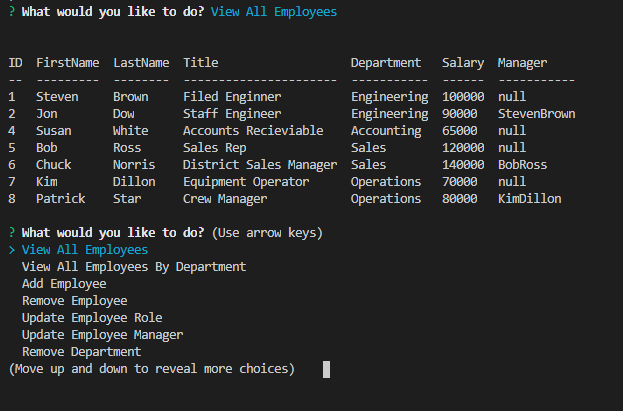 ? What would you like to do? View All Employees
ID  FirstName  LastName  Title                   Department   Salary  Manager
--  ---------  --------  ----------------------  -----------  ------  -----------
1   Steven     Brown     Filed Enginner          Engineering  100000  null
2   Jon        Dow       Staff Engineer          Engineering  90000   StevenBrown
4   Susan      White     Accounts Recieviable    Accounting   65000   null
5   Bob        Ross      Sales Rep               Sales        120000  null
6   Chuck      Norris    District Sales Manager  Sales        140000  BobRoss
7   Kim        Dillon    Equipment Operator      Operations   70000   null
8   Patrick    Star      Crew Manager            Operations   80000   KimDillon
? What would you like to do? (Use arrow keys)
> View All Employees
  View All Employees By Department
  Add Employee
  Remove Employee
  Update Employee Role
  Update Employee Manager
  Remove Department
(Move up and down to reveal more choices)